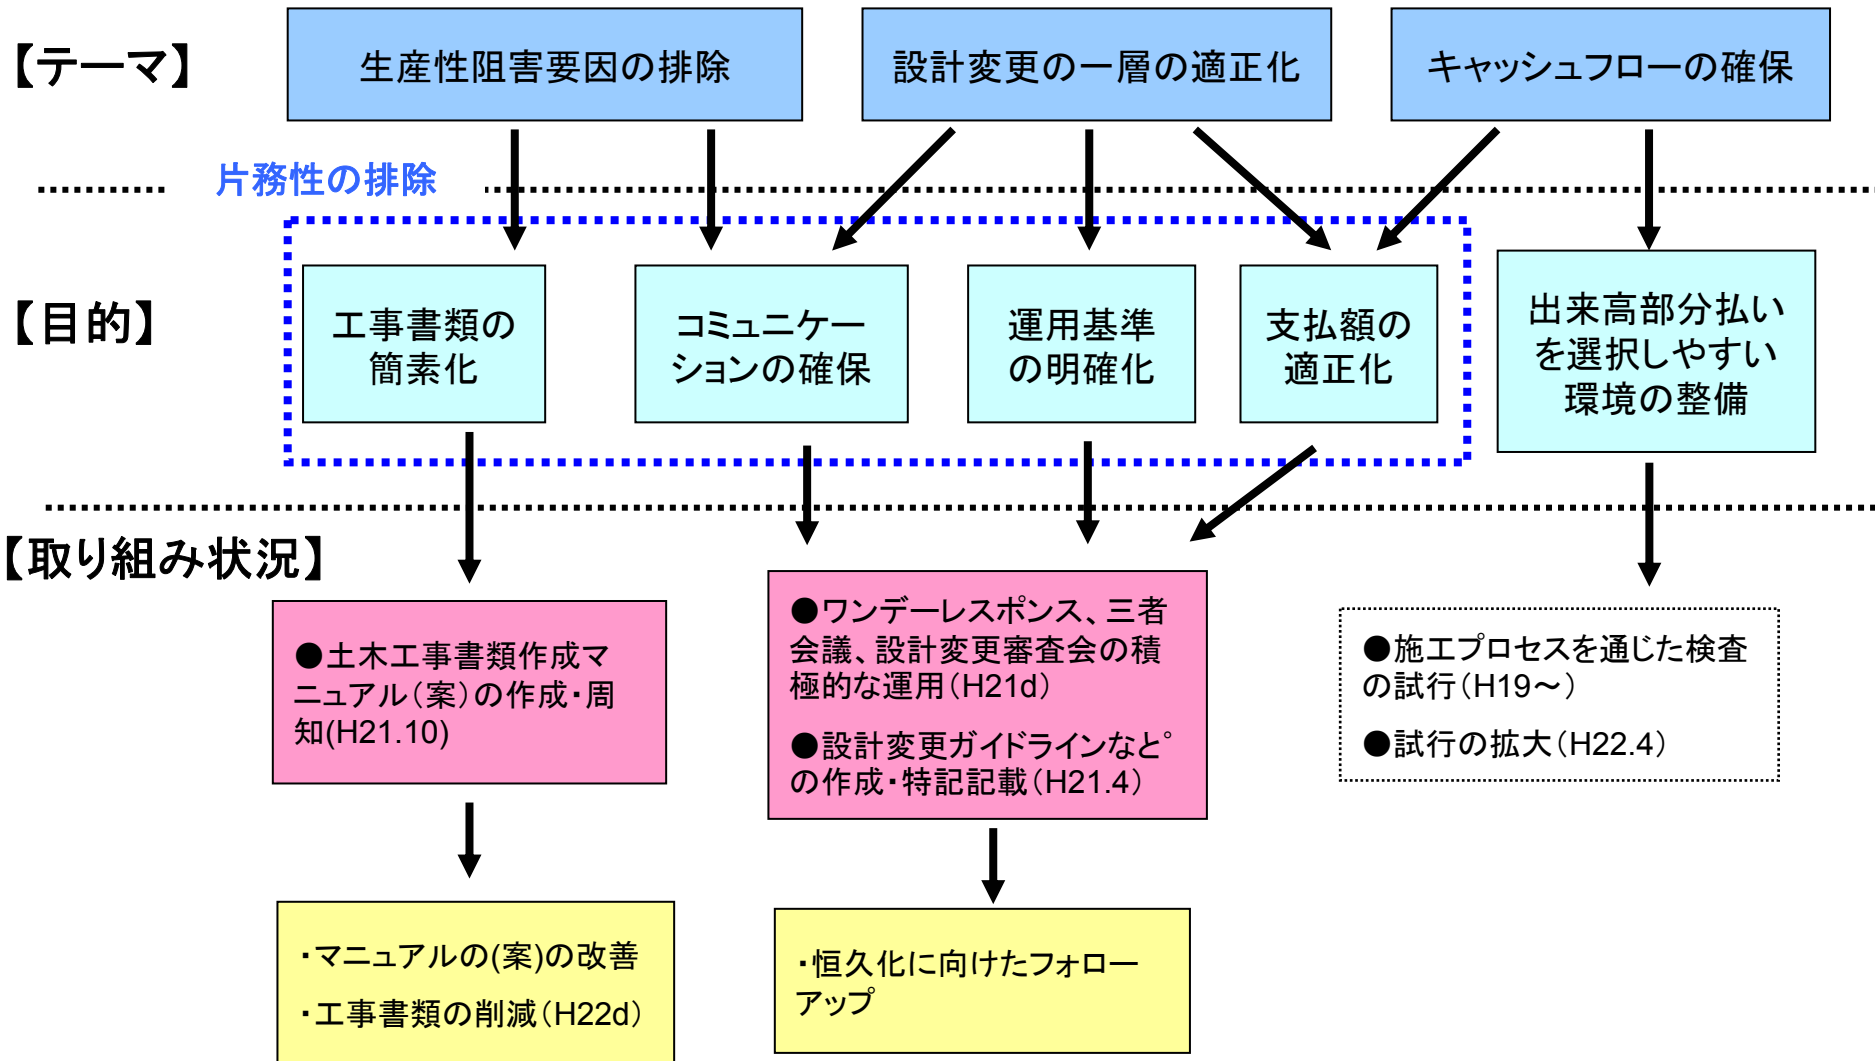 【テーマ】
生産性阻害要因の排除
設計変更の一層の適正化
キャッシュフローの確保
片務性の排除
【目的】
工事書類の
簡素化
コミュニケー
ションの確保
運用基準
の明確化
支払額の
適正化
出来高部分払い
を選択しやすい
環境の整備
【取り組み状況】
●土木工事書類作成マ
ニュアル（案）の作成・周
知(H21.10)
●ワンデーレスポンス、三者
会議、設計変更審査会の積
極的な運用（H21d）
●設計変更ガイドラインなど゜
の作成・特記記載（H21.4）
●施工プロセスを通じた検査
の試行（H19～）
●試行の拡大（H22.4）
・マニュアルの(案)の改善
・工事書類の削減（H22d）
・恒久化に向けたフォロー
アップ